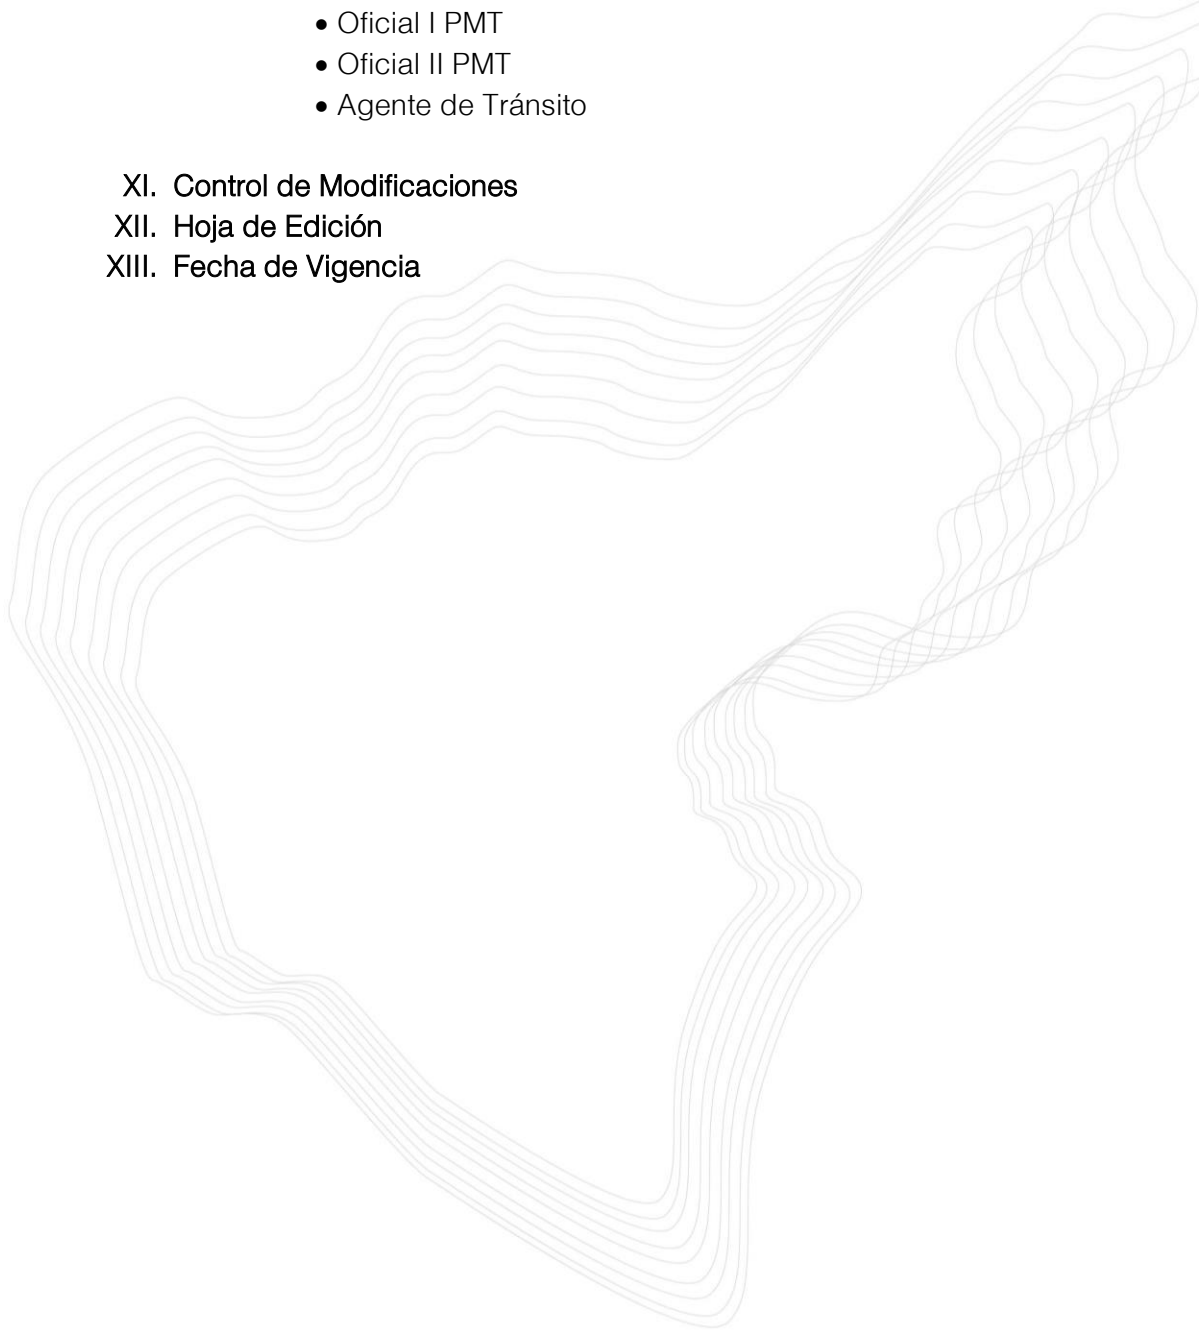 • Oficial I PMT
• Oficial II PMT
• Agente de Tránsito
XI. Control de Modificaciones
XII. Hoja de Edición
XIII. Fecha de Vigencia